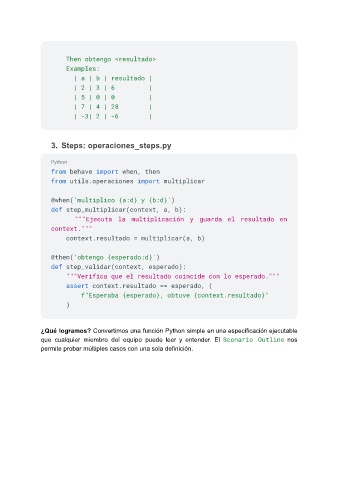 Then obtengo <resultado>
Examples:
| a | b | resultado |
| 2 | 3 | 6 |
| 5 | 0 | 0 |
| 7 | 4 | 28 |
| -3| 2 | -6 |
3. Steps: operaciones_steps.py
Python
from behave import when, then
from utils.operaciones import multiplicar
@when('multiplico {a:d} y {b:d}')
def step_multiplicar(context, a, b):
"""Ejecuta la multiplicación y guarda el resultado en
context."""
context.resultado = multiplicar(a, b)
@then('obtengo {esperado:d}')
def step_validar(context, esperado):
"""Verifica que el resultado coincide con lo esperado."""
assert context.resultado == esperado, (
f"Esperaba {esperado}, obtuve {context.resultado}"
)
¿Qué logramos? Convertimos una función Python simple en una especificación ejecutable
que cualquier miembro del equipo puede leer y entender. El Scenario Outline nos
permite probar múltiples casos con una sola definición.